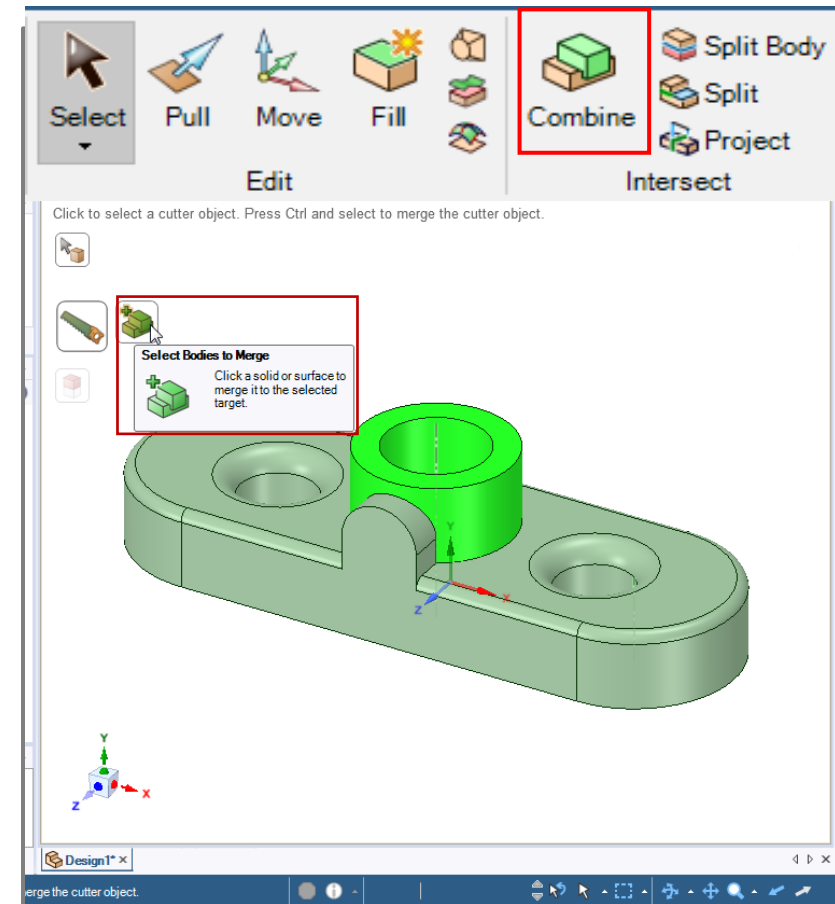 Select
Pull
Move
Fill
Combine
Split Body
Split
Project
Edit
Intersect
Click to select a cutter object. Press Ctrl and select to merge the cutter object.
Select Bodies to Merge
Click a solid or surface to
merge it to the selected
target.
Y
X
Z
Y
X
Z
Design1*
erge the cutter object.